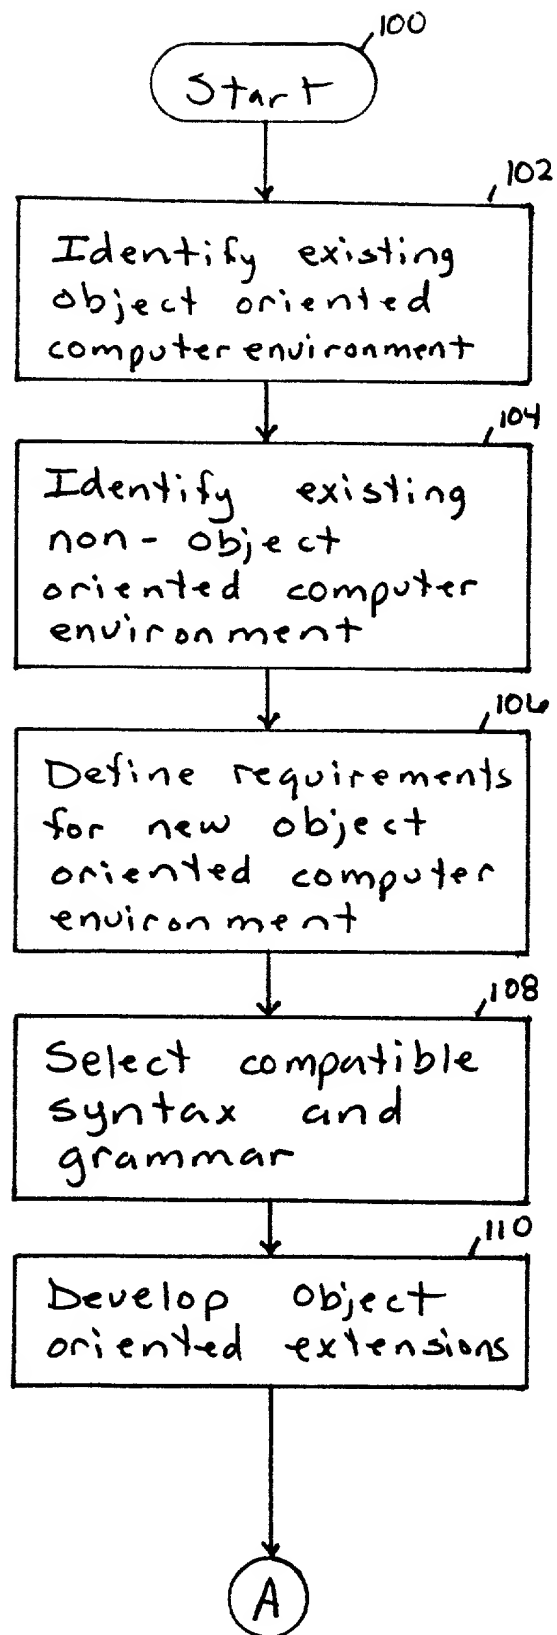 100
Start
102
Identify existing
object oriented
computer environment
104
Identify existing
non-object
oriented computer
environment
106
Define requirements
for new object
oriented computer
environment
108
Select compatible
syntax and
grammar
110
Develop object
oriented extensions
A